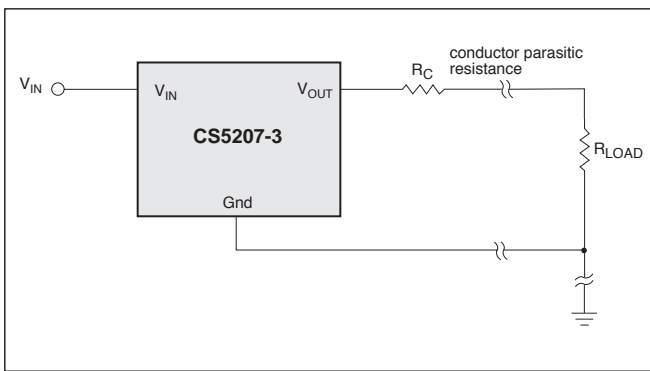 conductor parasitic
resistance
R_C
V_IN
V_IN
V_OUT
CS5207-3
R_LOAD
Gnd